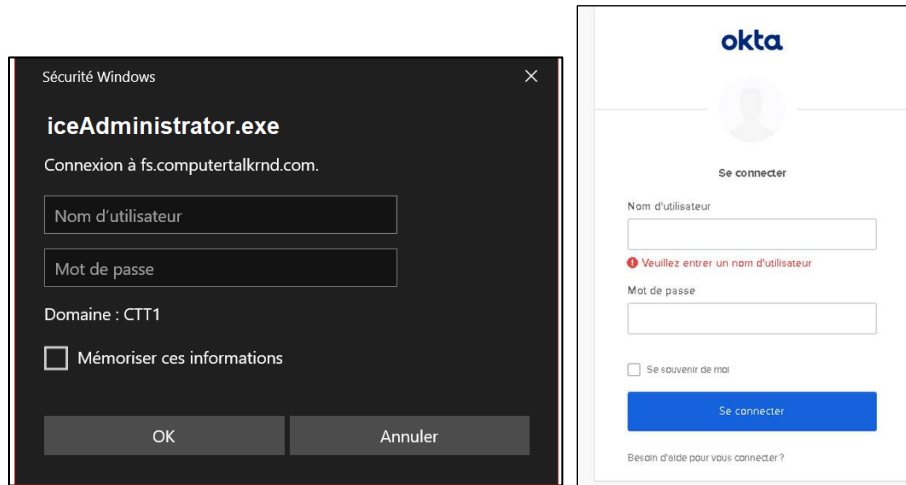 Sécurité Windows
iceAdministrator.exe
Connexion à fs.computertalkrnd.com.
Nom d'utilisateur
Mot de passe
Domaine : CTT1
Mémoriser ces informations
OK
Annuler
okta
Se connecter
Nom d'utilisateur
Veuillez entrer un nom d'utilisateur
Mot de passe
Se souvenir de moi
Se connecter
Besoin d'aide pour vous connecter ?